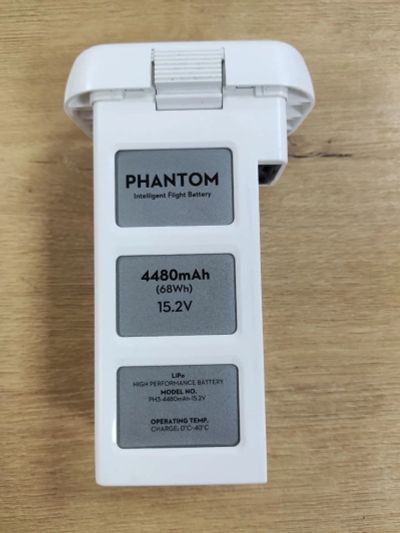 PHANTOM
Intelligent Flight Battery
4480mAh
(68Wh)
15.2V
LiPo
HIGH PERFORMANCE BATTERY
MODEL NO.
PH3-4480mAh-15.2V
OPERATING TEMP.
CHARGE: 0°C-40°C